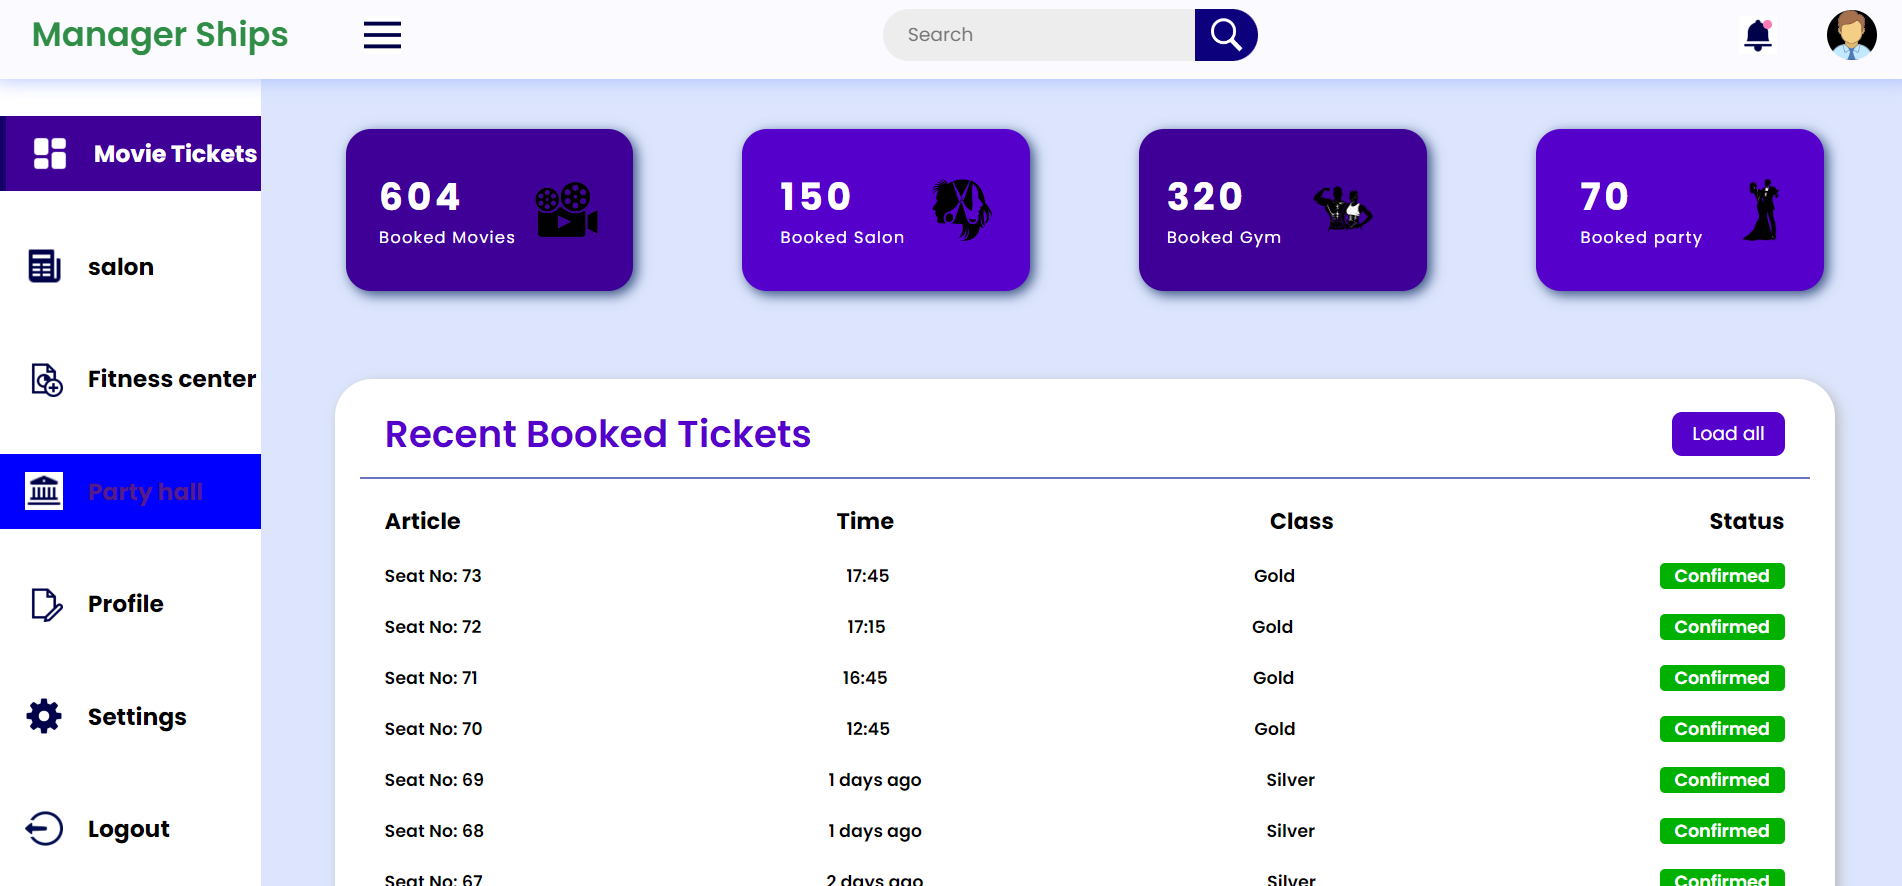 Manager Ships
Search
Movie Tickets
salon
Fitness center
Party hall
Profile
Settings
Logout
604
Booked Movies
150
Booked Salon
320
Booked Gym
70
Booked party
Recent Booked Tickets
Load all
Article Time Class Status
Seat No: 73 17:45 Gold Confirmed
Seat No: 72 17:15 Gold Confirmed
Seat No: 71 16:45 Gold Confirmed
Seat No: 70 12:45 Gold Confirmed
Seat No: 69 1 days ago Silver Confirmed
Seat No: 68 1 days ago Silver Confirmed
Seat No: 67 2 days ago Silver Confirmed